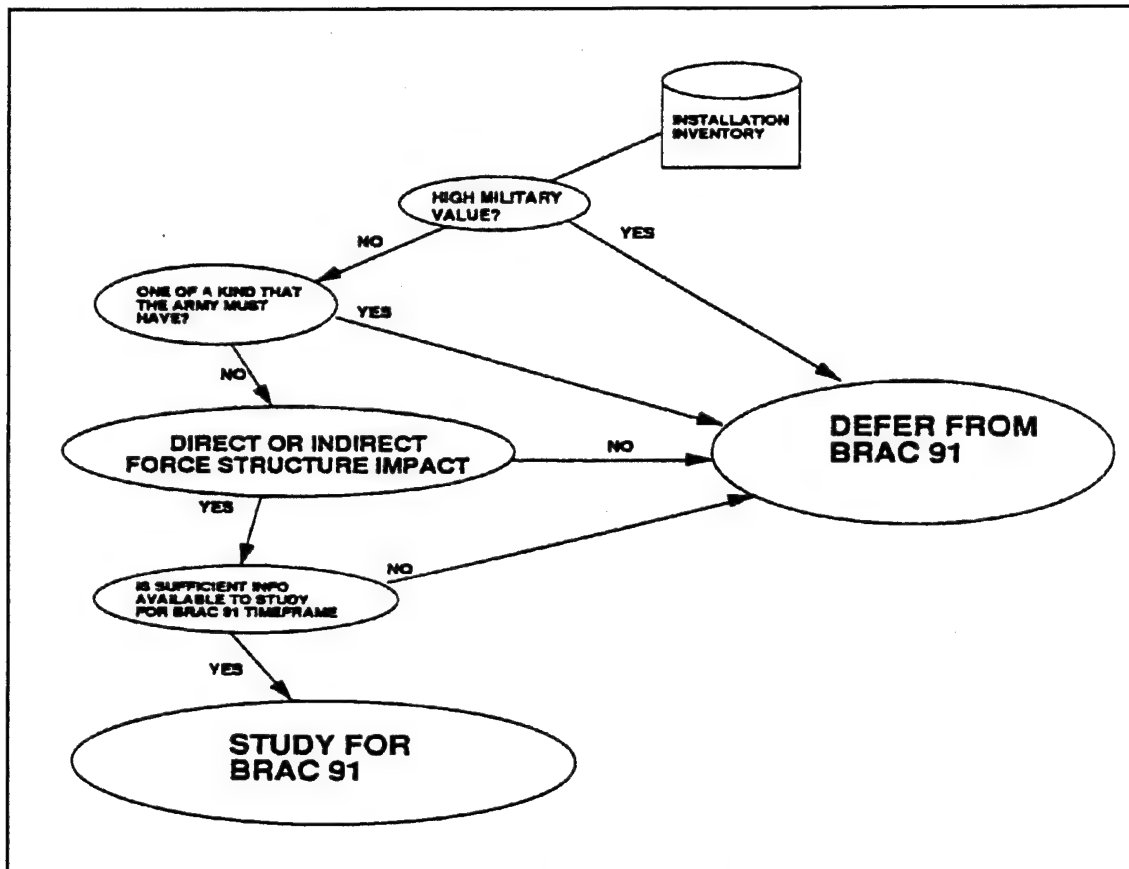 INSTALLATION
INVENTORY
HIGH MILITARY
VALUE?
NO
YES
ONE OF A KIND THAT
THE ARMY MUST
HAVE?
YES
NO
DIRECT OR INDIRECT
FORCE STRUCTURE IMPACT
NO
DEFER FROM
BRAC 91
YES
IS SUFFICIENT INFO
AVAILABLE TO STUDY
FOR BRAC 91 TIMEFRAME
NO
YES
STUDY FOR
BRAC 91